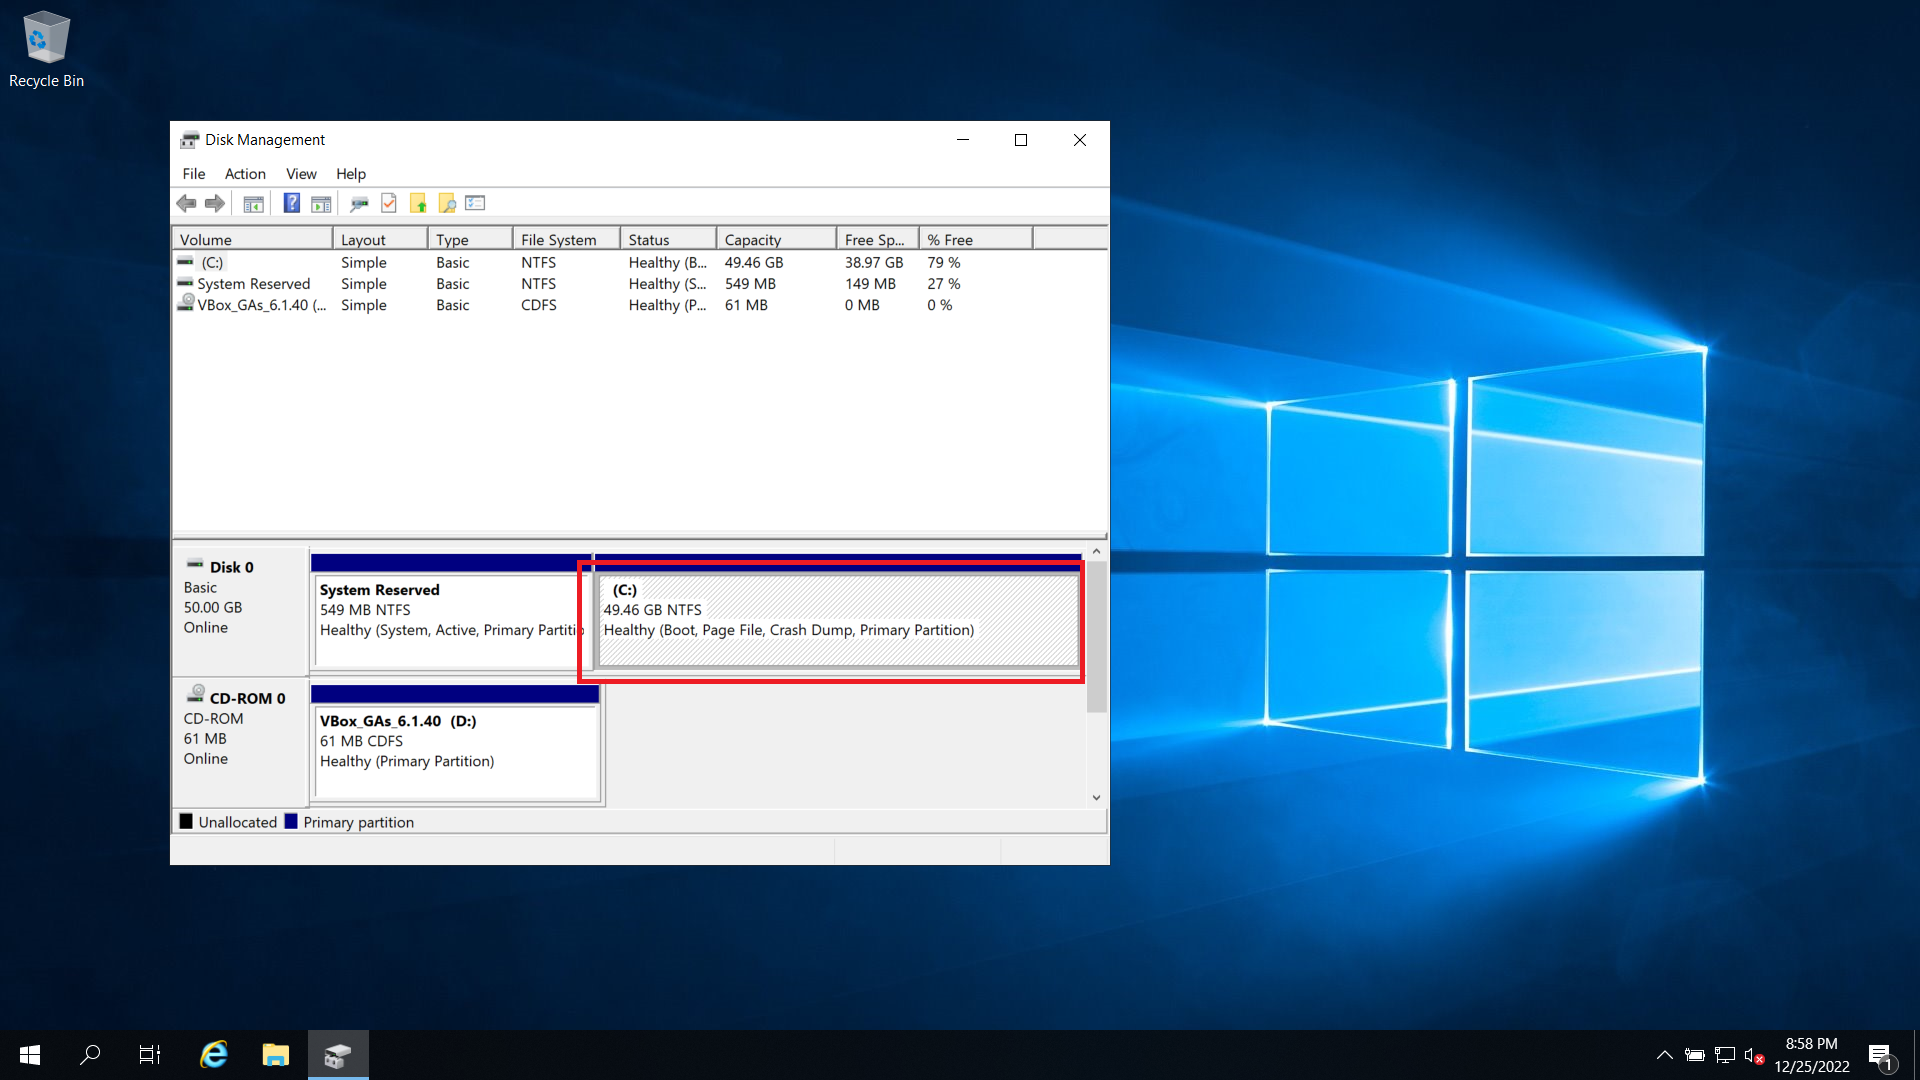 Recycle Bin
Disk Management
File Action View Help
Volume Layout Type File System Status Capacity Free Sp... % Free
(C:) Simple Basic NTFS Healthy (B... 49.46 GB 38.97 GB 79 %
System Reserved Simple Basic NTFS Healthy (S... 549 MB 149 MB 27 %
VBox_GAs_6.1.40 (... Simple Basic CDFS Healthy (P... 61 MB 0 MB 0 %
Disk 0
Basic
50.00 GB
Online
System Reserved
549 MB NTFS
Healthy (System, Active, Primary Partitio
(C:)
49.46 GB NTFS
Healthy (Boot, Page File, Crash Dump, Primary Partition)
CD-ROM 0
CD-ROM
61 MB
Online
VBox_GAs_6.1.40 (D:)
61 MB CDFS
Healthy (Primary Partition)
Unallocated Primary partition
8:58 PM
12/25/2022
1